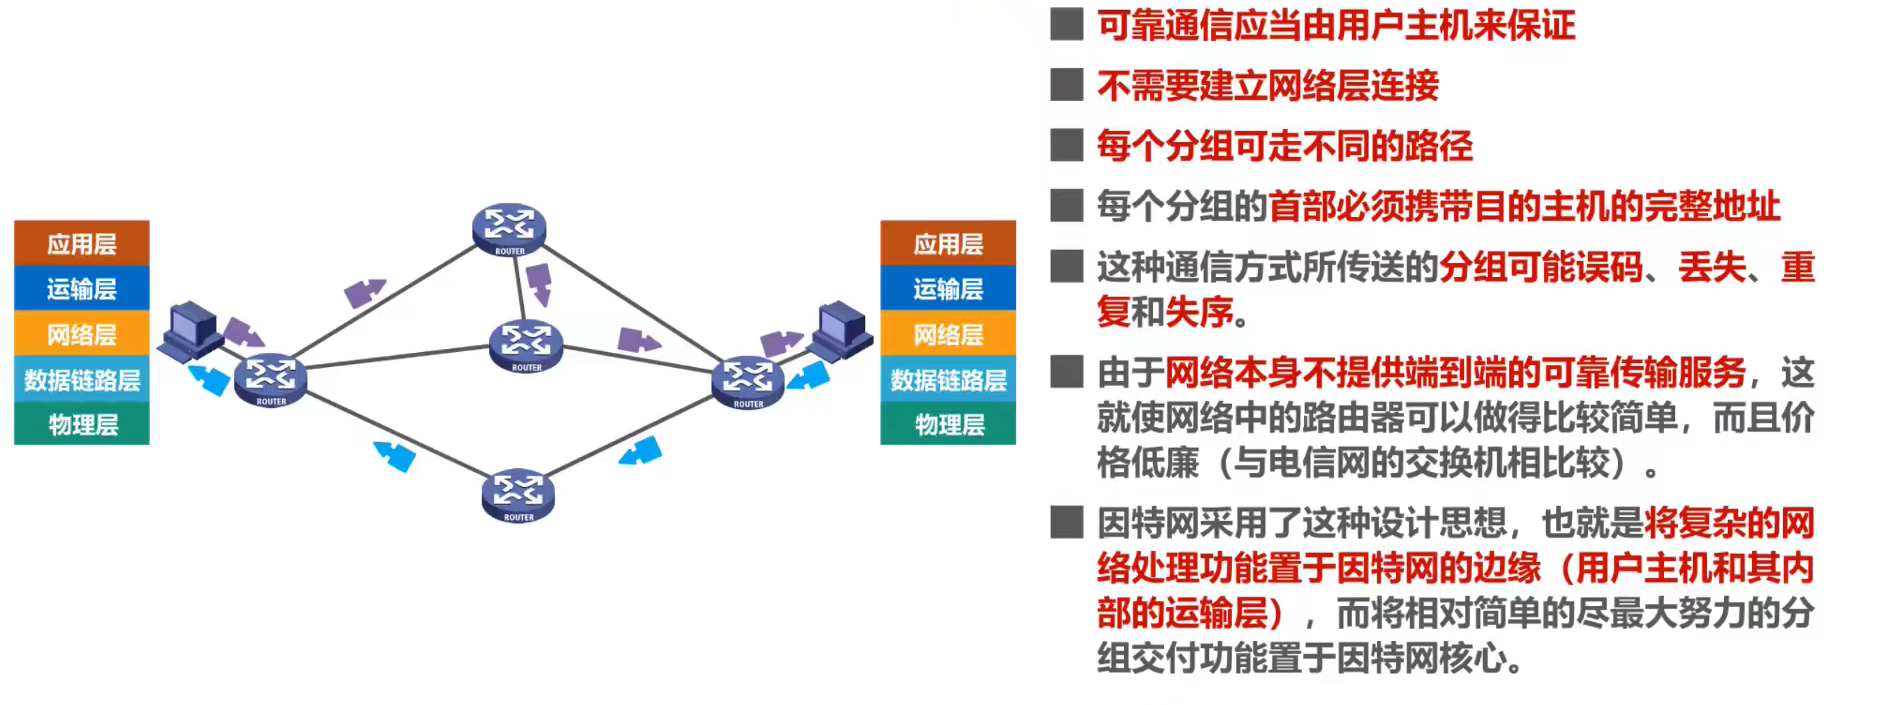 应用层
运输层
网络层
数据链路层
物理层
ROUTER
ROUTER
ROUTER
ROUTER
ROUTER
应用层
运输层
网络层
数据链路层
物理层
可靠通信应当由用户主机来保证
不需要建立网络层连接
每个分组可走不同的路径
每个分组的首部必须携带目的主机的完整地址
这种通信方式所传送的分组可能误码、丢失、重
复和失序。
由于网络本身不提供端到端的可靠传输服务，这
就使网络中的路由器可以做得比较简单，而且价
格低廉（与电信网的交换机相比较）。
因特网采用了这种设计思想，也就是将复杂的网
络处理功能置于因特网的边缘（用户主机和其内
部的运输层），而将相对简单的尽最大努力的分
组交付功能置于因特网核心。